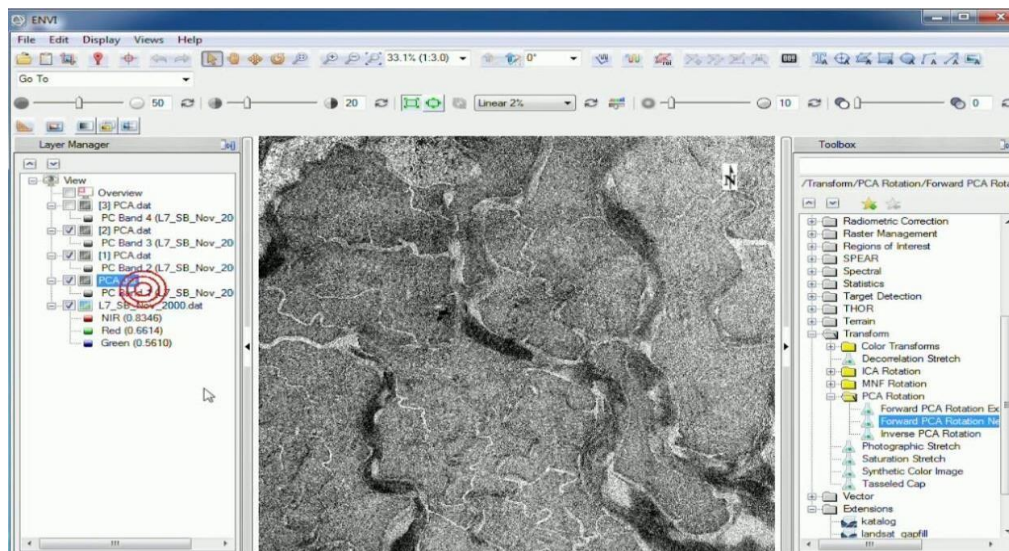 ENVI
File Edit Display Views Help
33.1% (1:3.0) 0°
Go To
50 20 Linear 2% 10 0
Layer Manager
View
Overview
[3] PCA.dat
PC Band 4 (L7_SB_Nov_20
[2] PCA.dat
PC Band 3 (L7_SB_Nov_20
[1] PCA.dat
PC Band 2 (L7_SB_Nov_20
PCA
PC (L7_SB_Nov_20
L7_SB_Nov_2000.dat
NIR (0.8346)
Red (0.6614)
Green (0.5610)
N
Toolbox
/Transform/PCA Rotation/Forward PCA Rota
Radiometric Correction
Raster Management
Regions of Interest
SPEAR
Spectral
Statistics
Target Detection
THOR
Terrain
Transform
Color Transforms
Decorrelation Stretch
ICA Rotation
MNF Rotation
PCA Rotation
Forward PCA Rotation Ex
Forward PCA Rotation Ne
Inverse PCA Rotation
Photographic Stretch
Saturation Stretch
Synthetic Color Image
Tasseled Cap
Vector
Extensions
katalog
landsat_gapfill